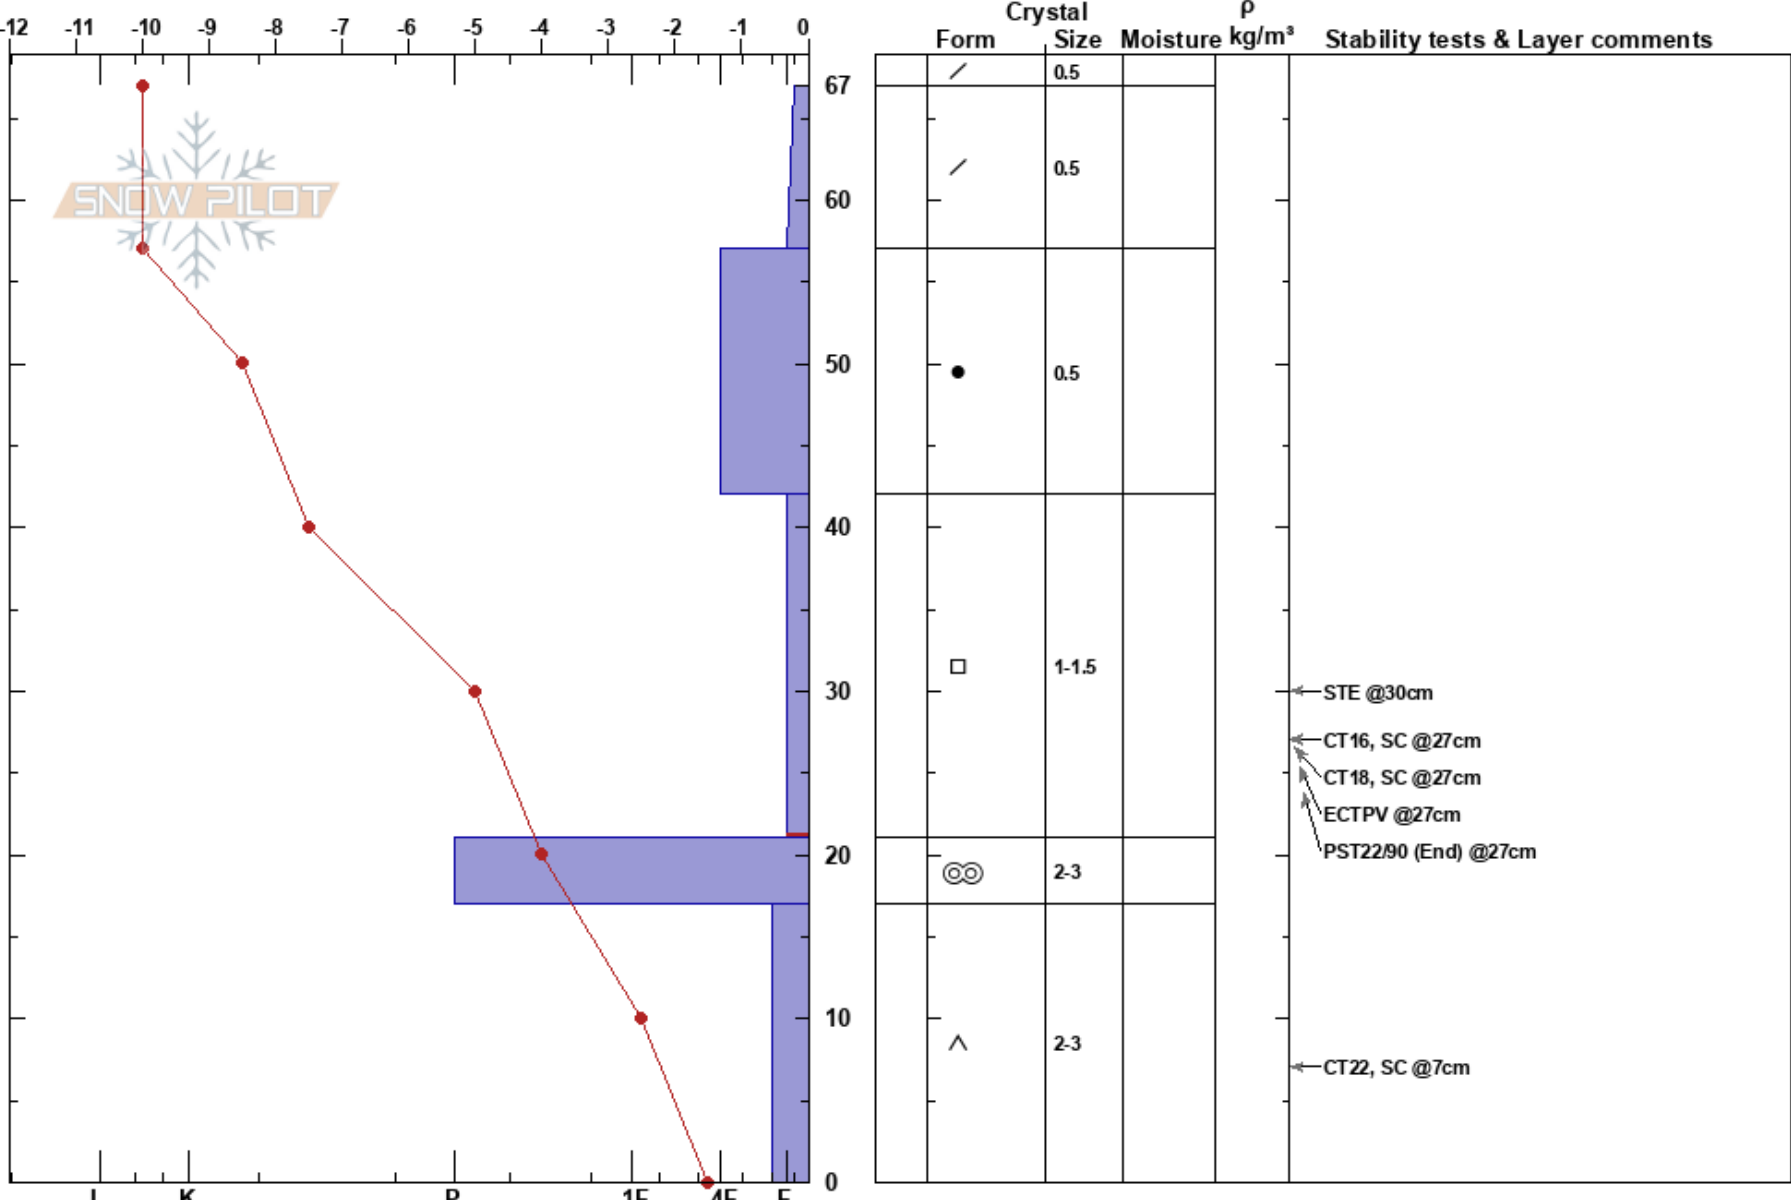 Crystal ρ
-12 -11 -10 -9 -8 -7 -6 -5 -4 -3 -2 -1 0 Form Size Moisture kg/m³ Stability tests & Layer comments
0.5
67
SNOW PILOT
0.5
60
50
0.5
40
1-1.5
30
STE @30cm
CT16, SC @27cm
CT18, SC @27cm
ECTPV @27cm
20
PST22/90 (End) @27cm
2-3
10
2-3
CT22, SC @7cm
0
I K P 1F 4F F